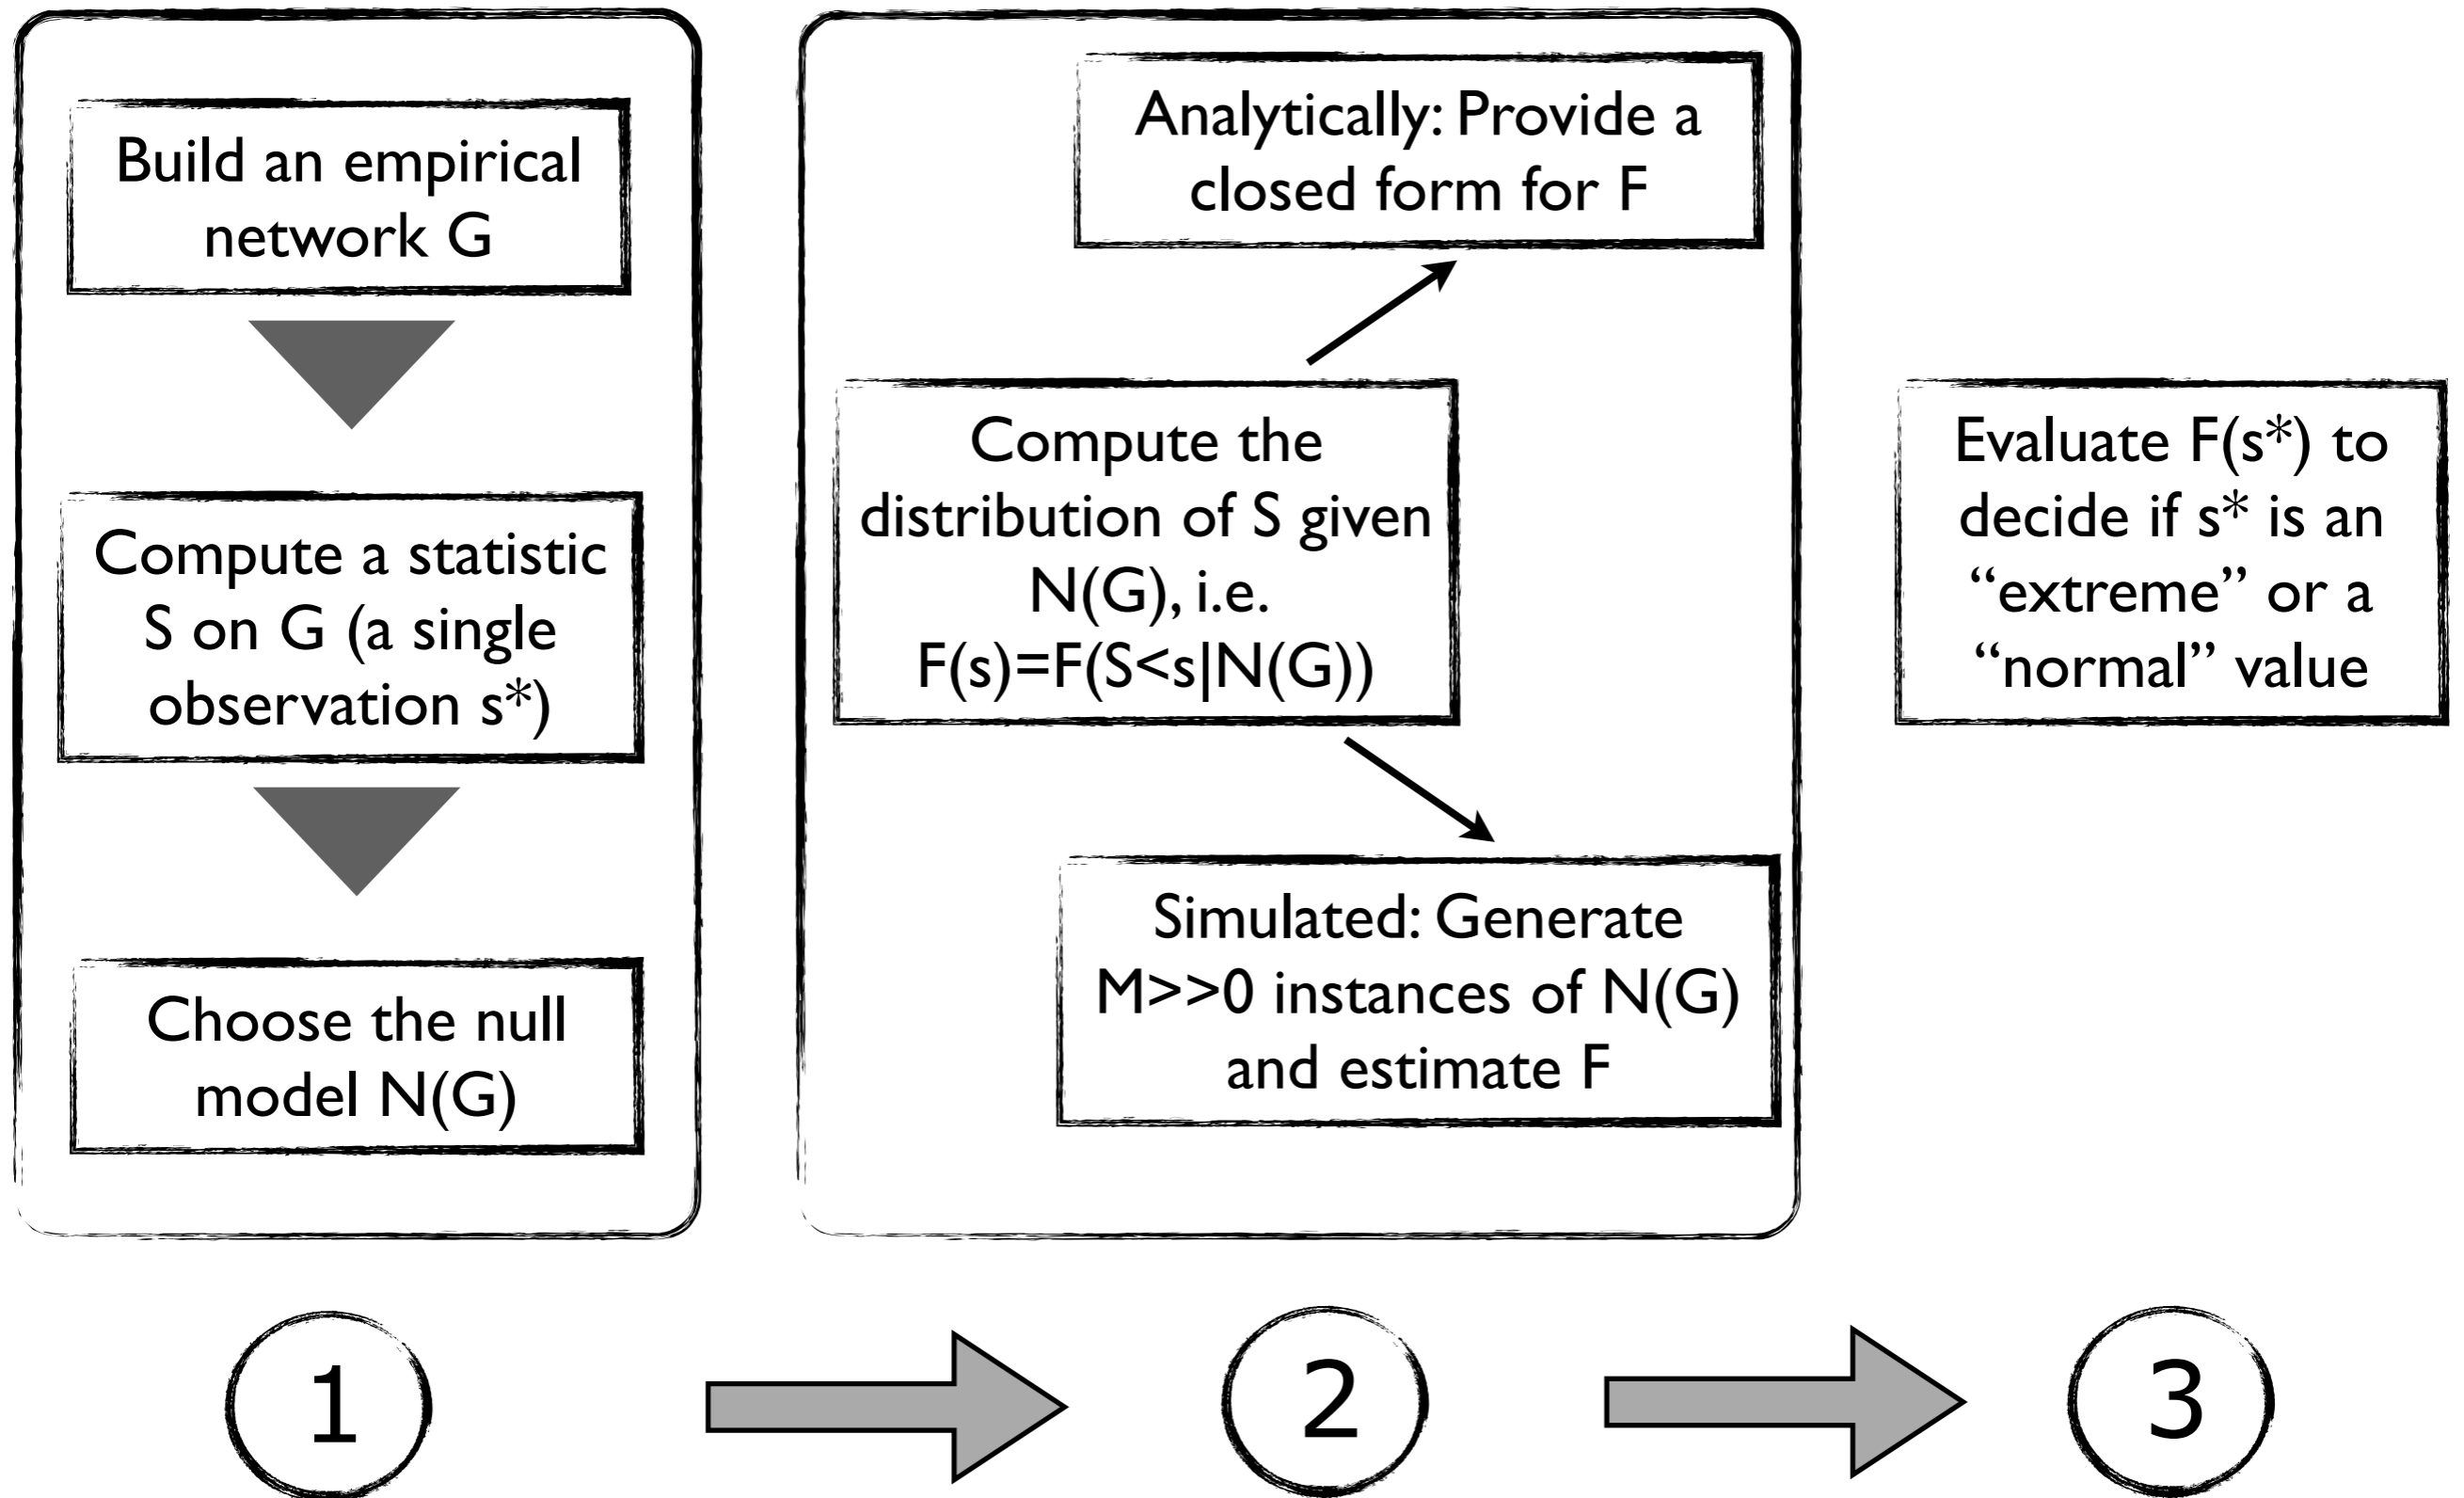 Build an empirical
network G
Compute a statistic
S on G (a single
observation s*)
Choose the null
model N(G)
Analytically: Provide a
closed form for F
Compute the
distribution of S given
N(G), i.e.
F(s)=F(S<s|N(G))
Simulated: Generate
M>>0 instances of N(G)
and estimate F
Evaluate F(s*) to
decide if s* is an
“extreme” or a
“normal” value
1
2
3